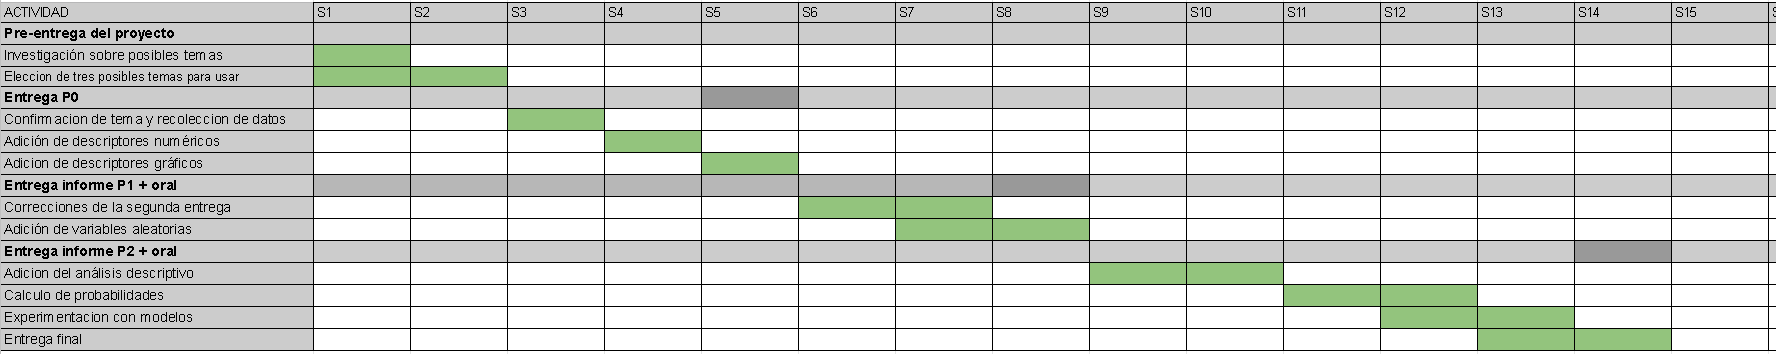 ACTIVIDAD S1 S2 S3 S4 S5 S6 S7 S8 S9 S10 S11 S12 S13 S14 S15
Pre-entrega del proyecto
Investigación sobre posibles temas
Eleccion de tres posibles temas para usar
Entrega P0
Confirmacion de tema y recoleccion de datos
Adición de descriptores numéricos
Adicion de descriptores gráficos
Entrega informe P1 + oral
Correcciones de la segunda entrega
Adición de variables aleatorias
Entrega informe P2 + oral
Adicion del análisis descriptivo
Calculo de probabilidades
Experimentacion con modelos
Entrega final